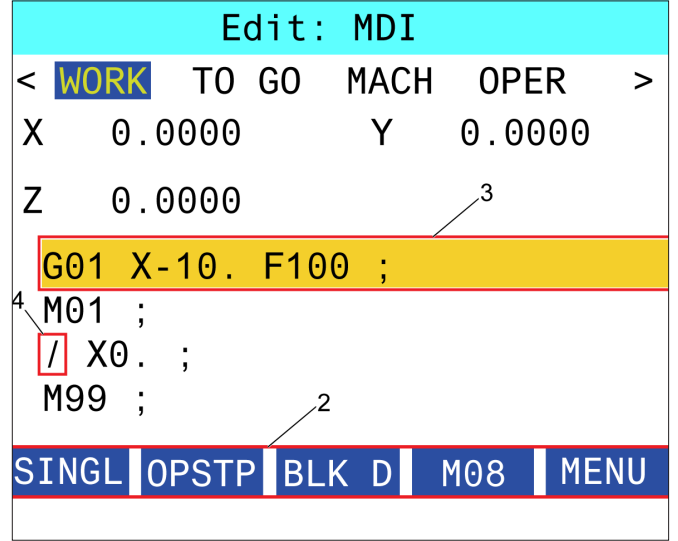 Edit: MDI
< WORK TO GO MACH OPER >
X 0.0000 Y 0.0000
Z 0.0000
3
G01 X-10. F100 ;
4
M01 ;
/ X0. ;
M99 ;
2
SINGL OPSTP BLK D M08 MENU